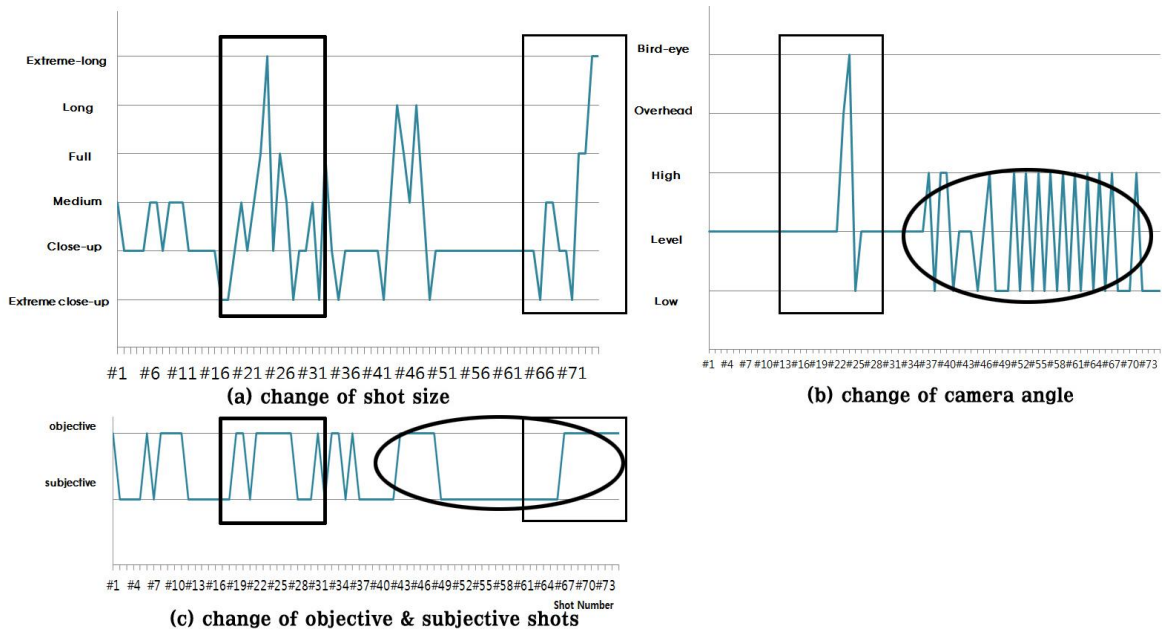 Extreme-long
Long
Full
Medium
Close-up
Extreme close-up
#1 #6 #11 #16 #21 #26 #31 #36 #41 #46 #51 #56 #61 #66 #71
(a) change of shot size
Bird-eye
Overhead
High
Level
Low
#1 #4 #7 #10 #13 #16 #19 #22 #25 #28 #31 #34 #37 #40 #43 #46 #49 #52 #55 #58 #61 #64 #67 #70 #73
(b) change of camera angle
objective
subjective
#1 #4 #7 #10 #13 #16 #19 #22 #25 #28 #31 #34 #37 #40 #43 #46 #49 #52 #55 #58 #61 #64 #67 #70 #73
Shot Number
(c) change of objective & subjective shots